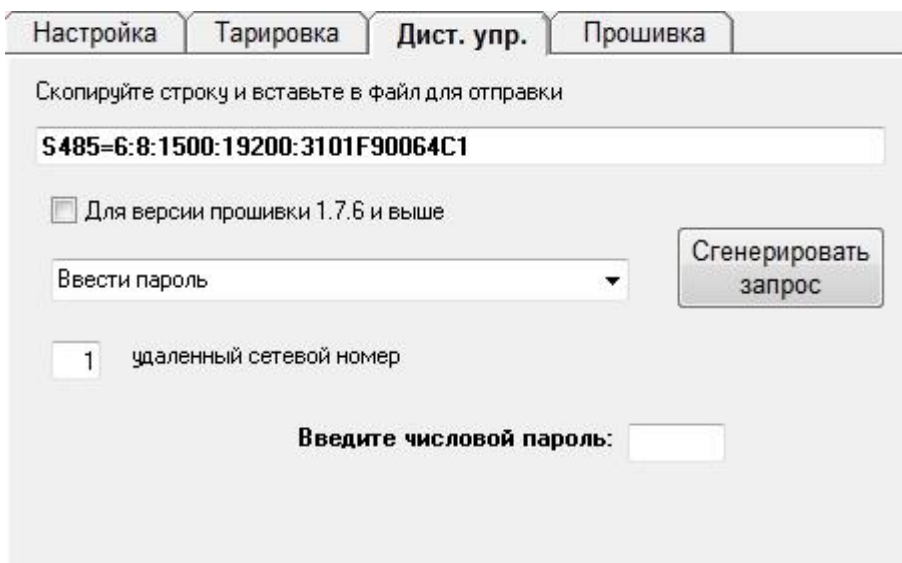 Настройка Тарировка Дист. упр. Прошивка
Скопируйте строку и вставьте в файл для отправки
S485=6:8:1500:19200:3101F90064C1
Для версии прошивки 1.7.6 и выше
Ввести пароль
Сгенерировать
запрос
1 удаленный сетевой номер
Введите числовой пароль: